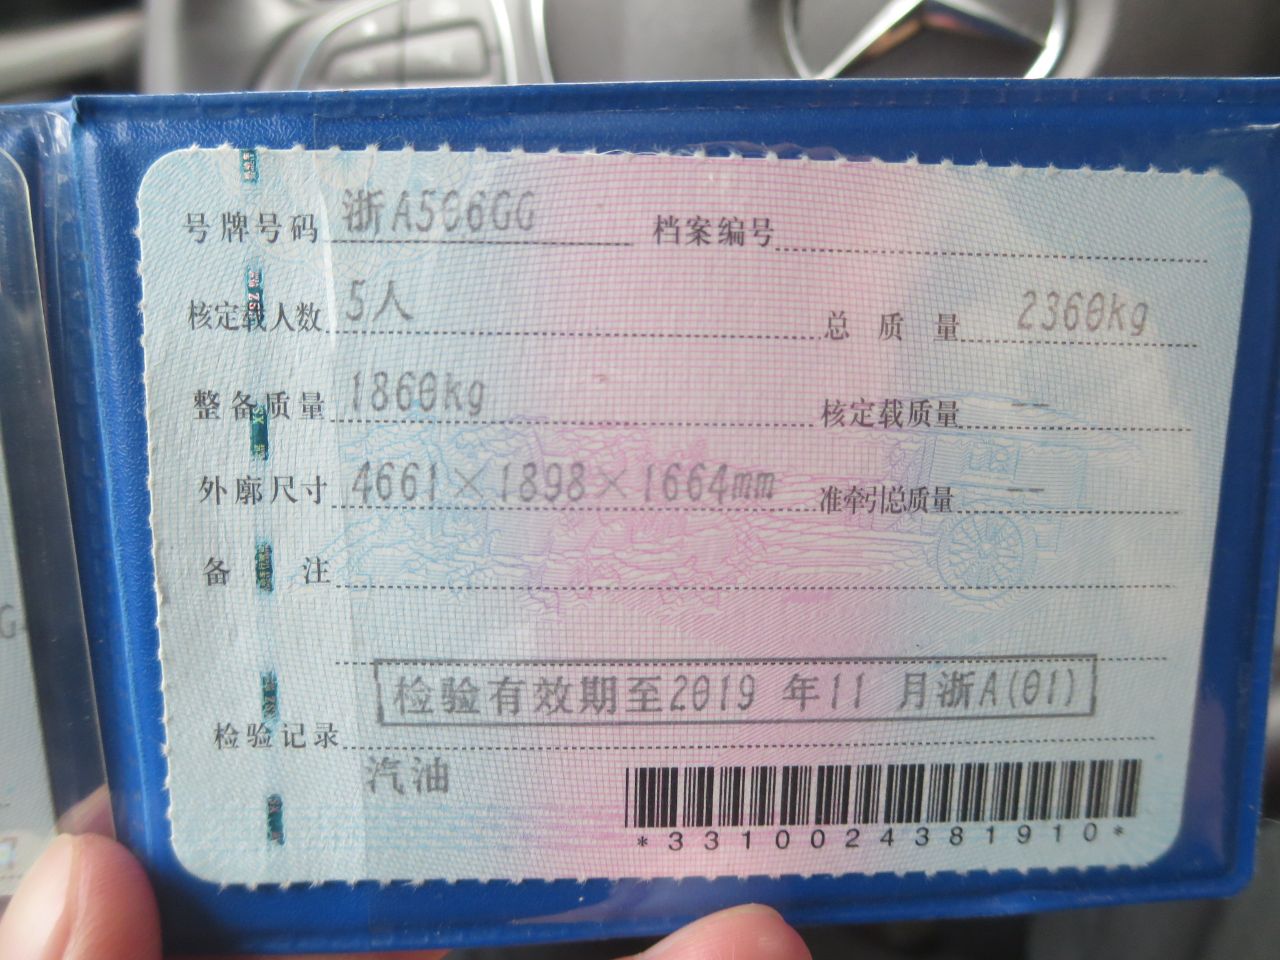 号牌号码 浙A506GG 档案编号
核定载人数 5人 总质量 2360kg
整备质量 1860kg 核定载质量 --
外廓尺寸 4661×1898×1664mm 准牵引总质量 --
备注
检验有效期至2019 年11 月浙A(01)
检验记录
汽油
*3310024381910*